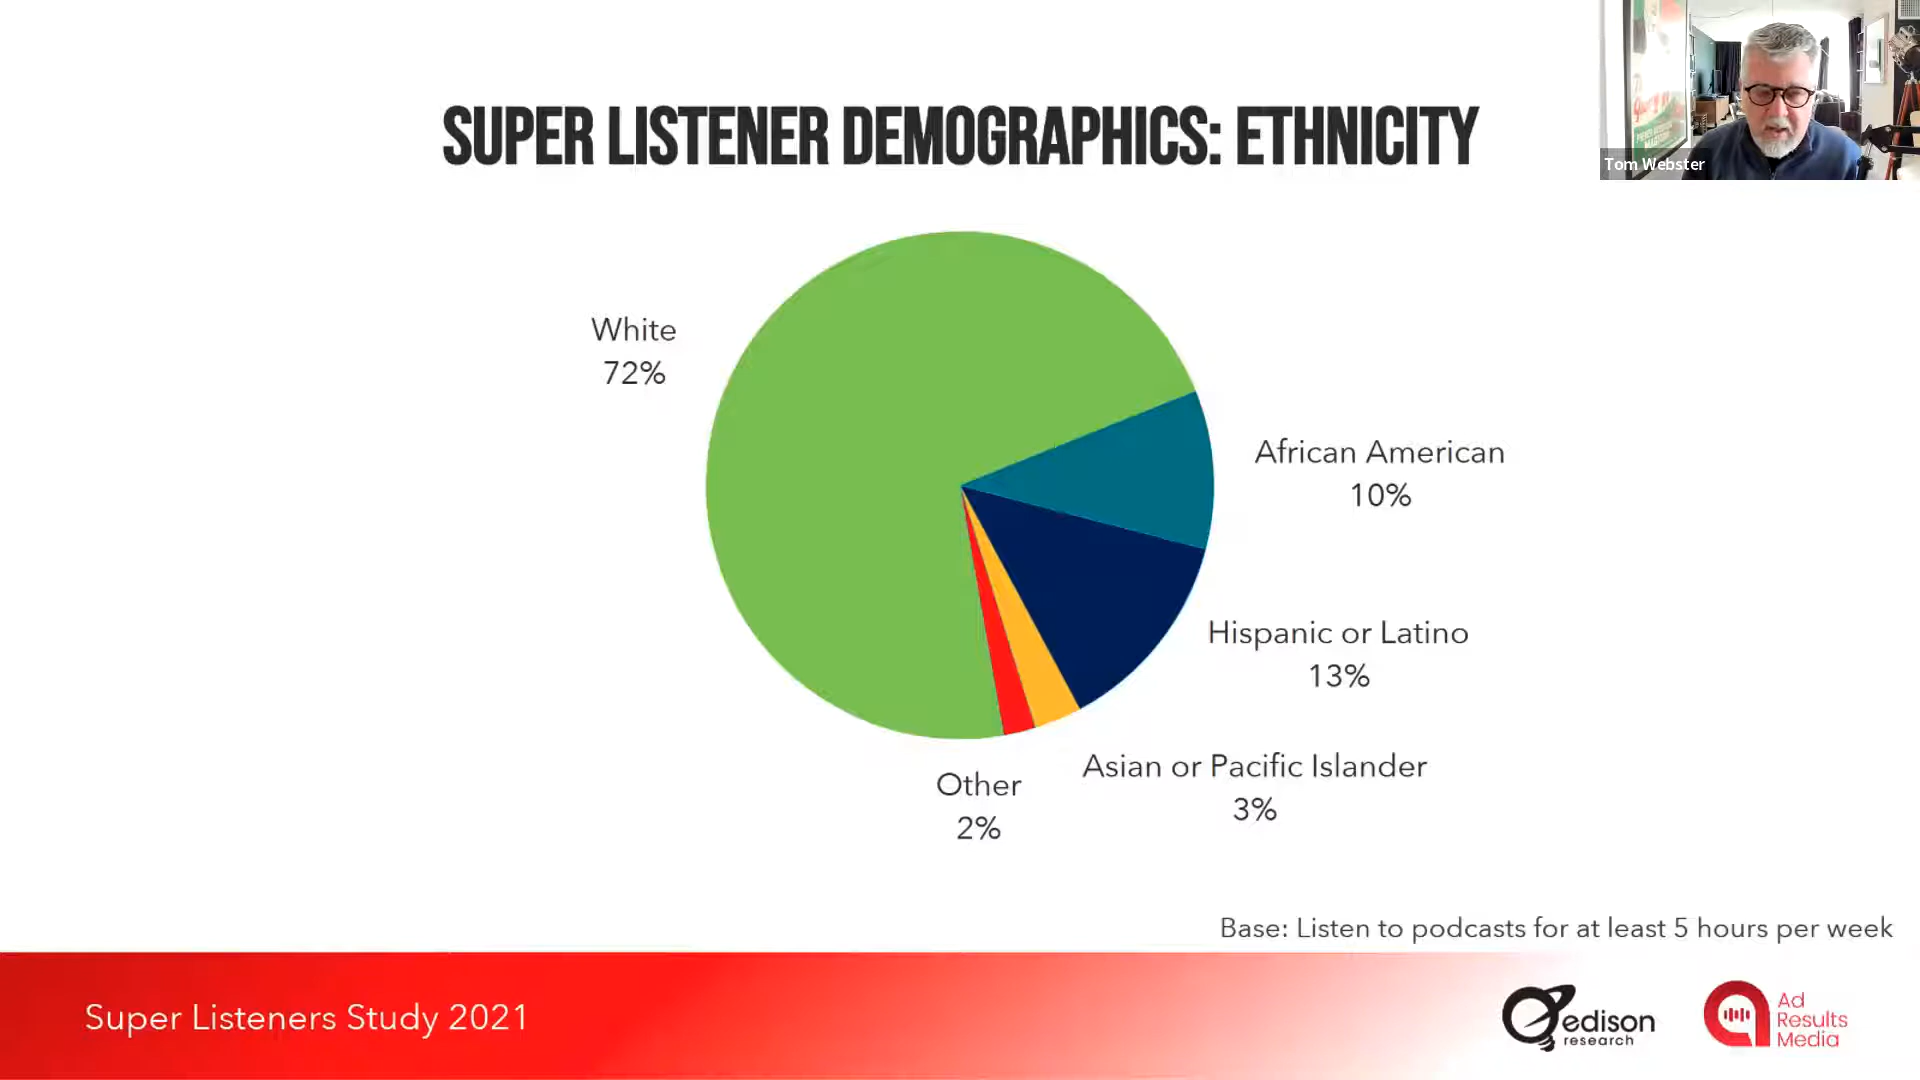 SUPER LISTENER DEMOGRAPHICS: ETHNICITY
Tom Webster
White
72%
African American
10%
Hispanic or Latino
13%
Asian or Pacific Islander
3%
Other
2%
Base: Listen to podcasts for at least 5 hours per week
Super Listeners Study 2021
edison
research
Ad
Results
Media